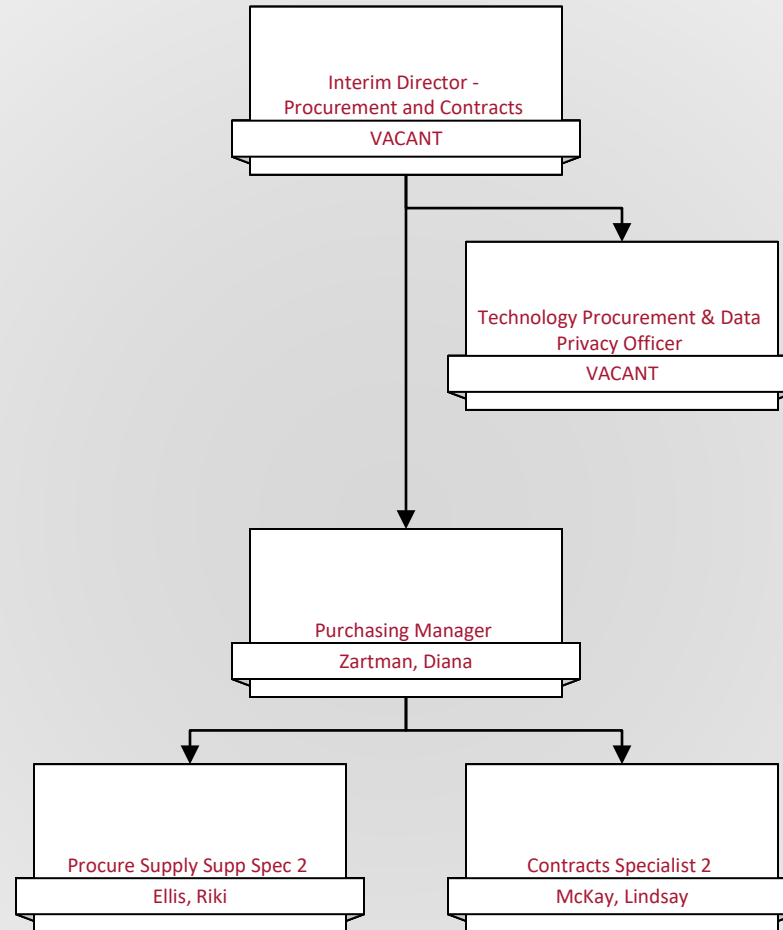 Interim Director -
Procurement and Contracts
VACANT
Technology Procurement & Data
Privacy Officer
VACANT
Purchasing Manager
Zartman, Diana
Procure Supply Supp Spec 2
Ellis, Riki
Contracts Specialist 2
McKay, Lindsay